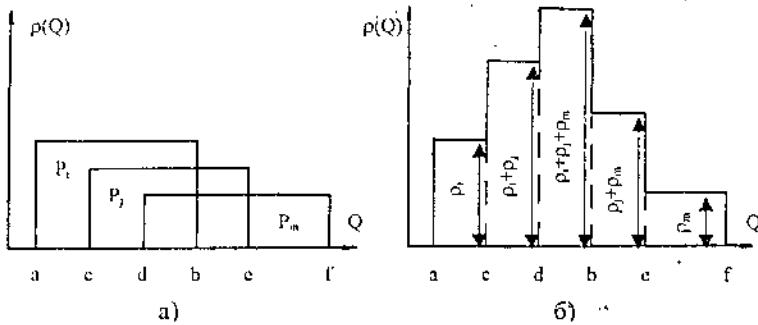 ρ(Q)
P_i
P_j
P_m
Q
a c d b e f
а)
ρ(Q)
ρ_i
ρ_i+ρ_j
ρ_i+ρ_j+ρ_m
ρ_j+ρ_m
ρ_m
Q
a c d b e f
б)